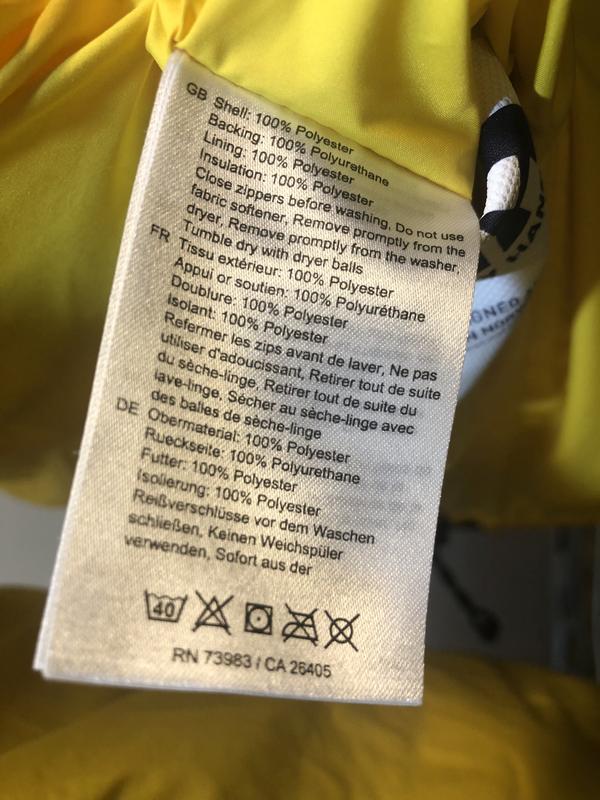 GB Shell: 100% Polyester
Backing: 100% Polyurethane
Lining: 100% Polyester
Insulation: 100% Polyester
Close zippers before washing, Do not use
fabric softener, Remove promptly from the
dryer, Remove promptly from the washer,
Tumble dry with dryer balls
FR Tissu extérieur: 100% Polyester
Appui or soutien: 100% Polyuréthane
Doublure: 100% Polyester
Isolant: 100% Polyester
Refermer les zips avant de laver, Ne pas
utiliser d'adoucissant, Retirer tout de suite
du sèche-linge, Retirer tout de suite du
lave-linge, Sécher au sèche-linge avec
des balles de sèche-linge
DE Obermaterial: 100% Polyester
Rueckseite: 100% Polyurethane
Futter: 100% Polyester
Isolierung: 100% Polyester
Reißverschlüsse vor dem Waschen
schließen, Keinen Weichspüler
verwenden, Sofort aus der
40
RN 73983 / CA 26405